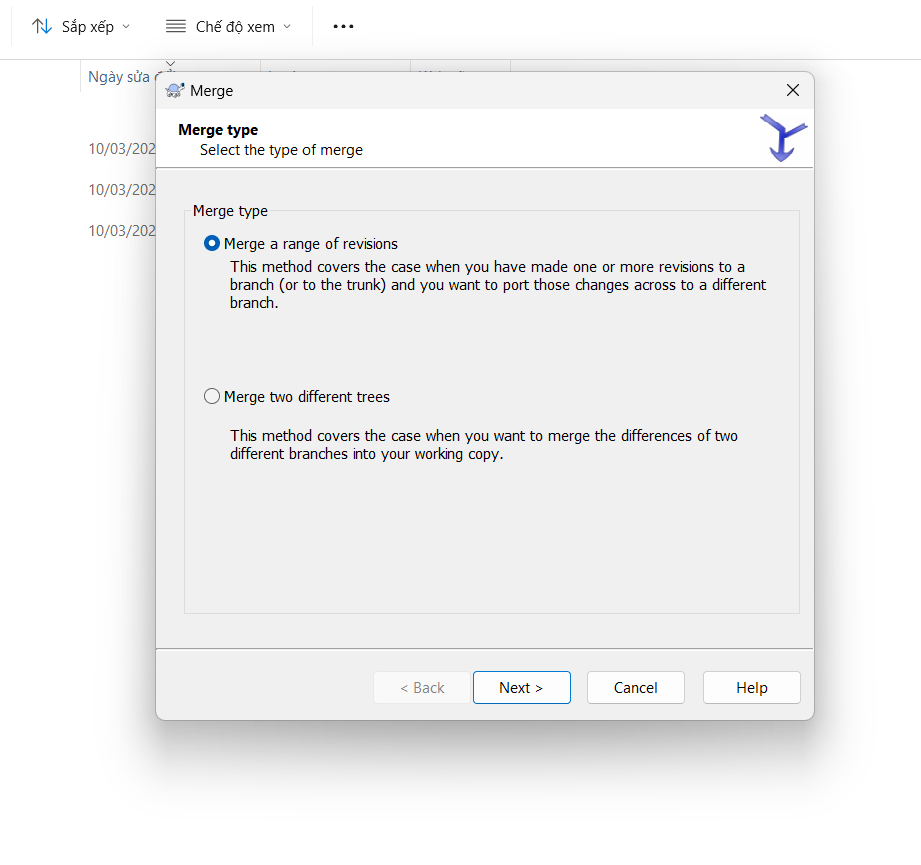 Sắp xếp
Chế độ xem
Ngày sửa
Merge
Merge type
Select the type of merge
10/03/202
10/03/202
10/03/202
Merge type
Merge a range of revisions
This method covers the case when you have made one or more revisions to a
branch (or to the trunk) and you want to port those changes across to a different
branch.
Merge two different trees
This method covers the case when you want to merge the differences of two
different branches into your working copy.
< Back
Next >
Cancel
Help